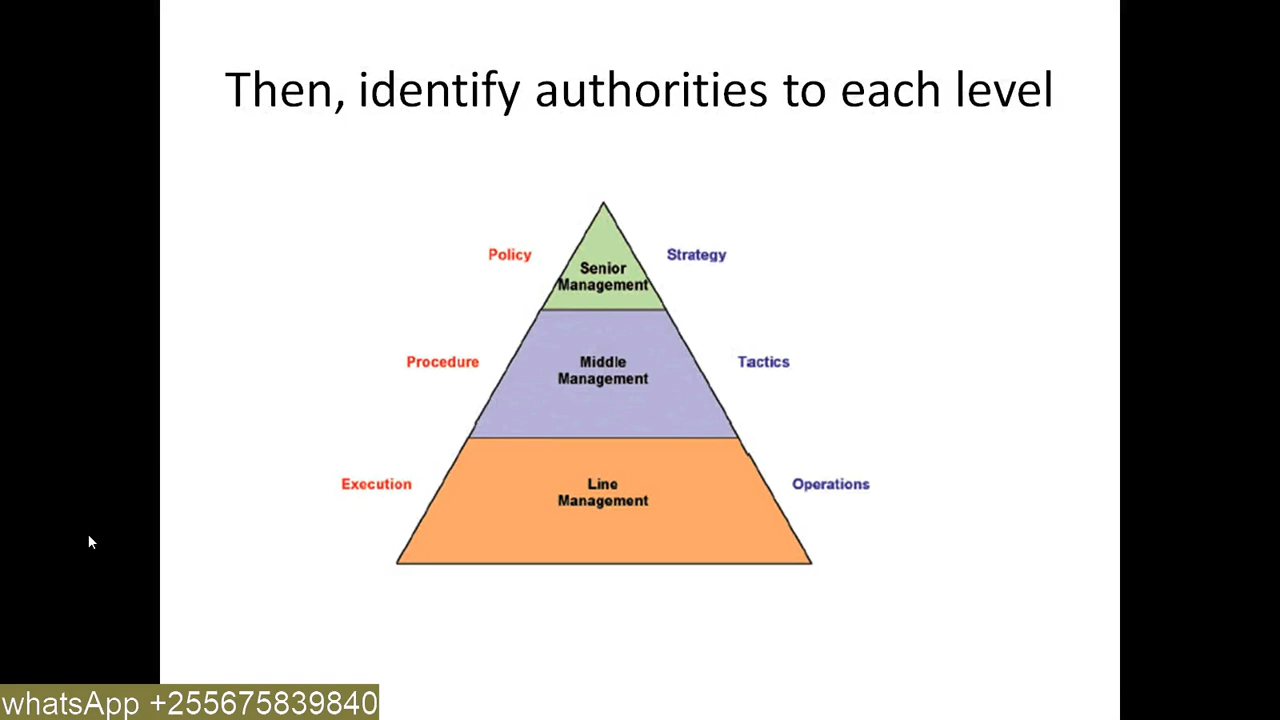 Then, identify authorities to each level
Policy
Strategy
Senior
Management
Procedure
Middle
Management
Tactics
Execution
Line
Management
Operations
whatsApp +255675839840